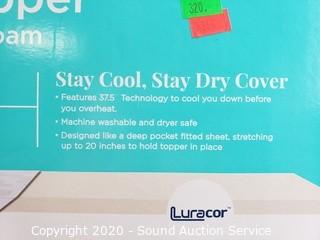 pper
oam
320.
Stay Cool, Stay Dry Cover
• Features 37.5 Technology to cool you down before
you overheat.
• Machine washable and dryer safe
• Designed like a deep pocket fitted sheet, stretching
up to 20 inches to hold topper in place
Luracor
Copyright 2020 - Sound Auction Service